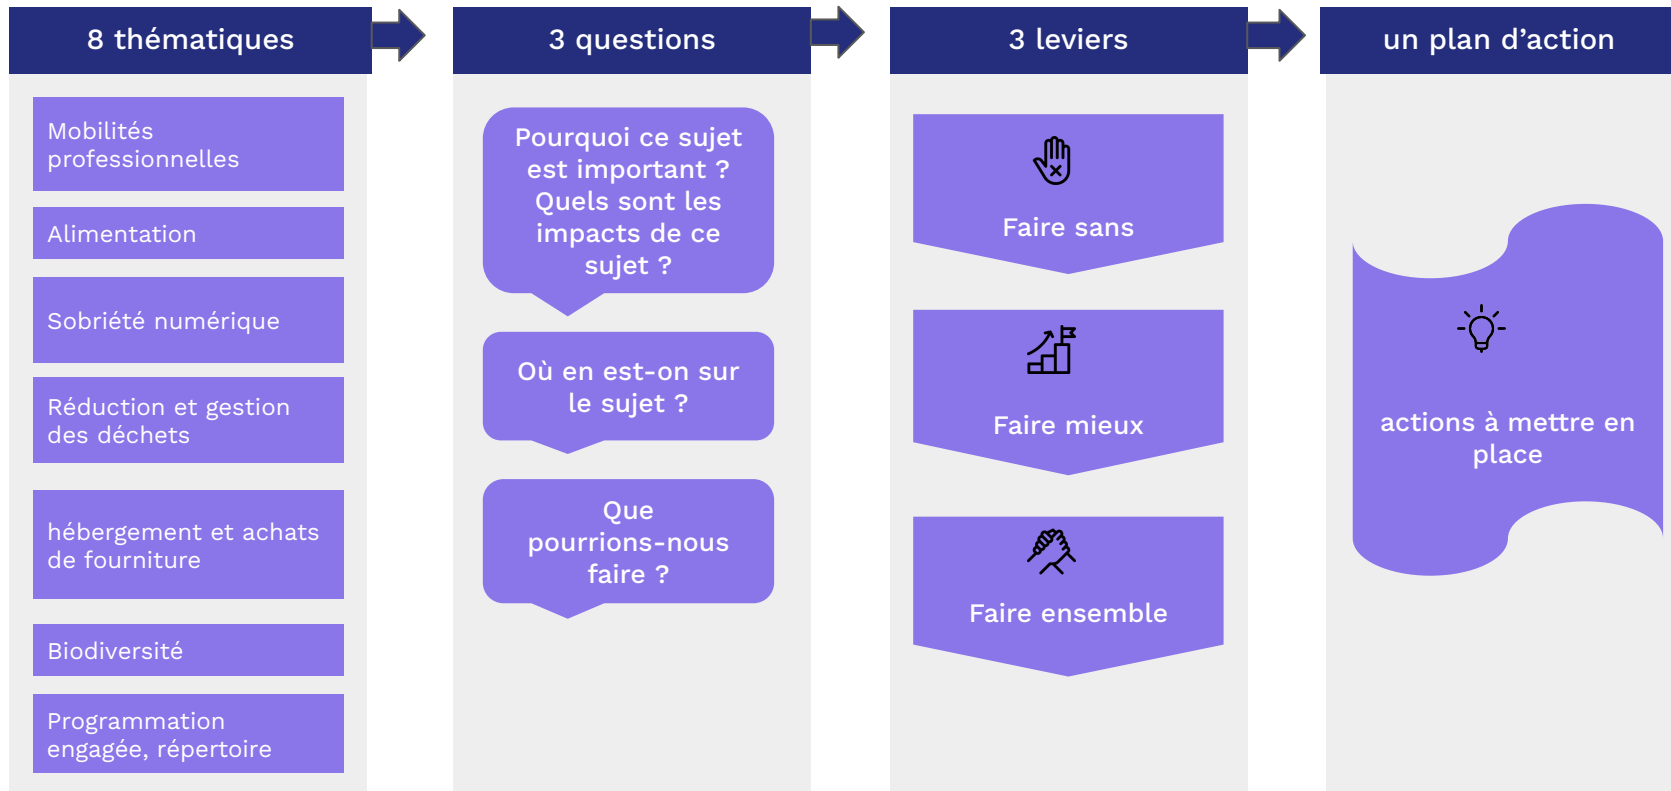 8 thématiques
Mobilités
professionnelles
Alimentation
Sobriété numérique
Réduction et gestion
des déchets
hébergement et achats
de fourniture
Biodiversité
Programmation
engagée, répertoire
3 questions
Pourquoi ce sujet
est important ?
Quels sont les
impacts de ce
sujet ?
Où en est-on sur
le sujet ?
Que
pourrions-nous
faire ?
3 leviers
Faire sans
Faire mieux
Faire ensemble
un plan d’action
actions à mettre en
place